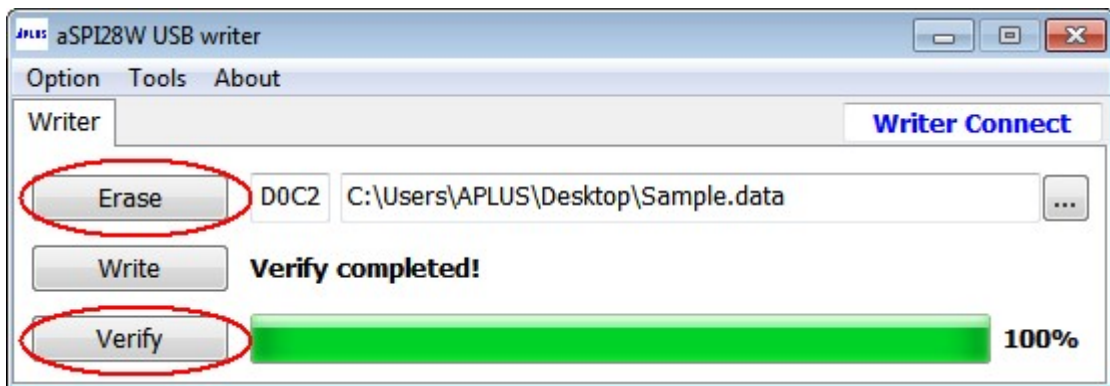 APLUS aSPI28W USB writer
Option Tools About
Writer Writer Connect
Erase D0C2 C:\Users\APLUS\Desktop\Sample.data ...
Write Verify completed!
Verify 100%